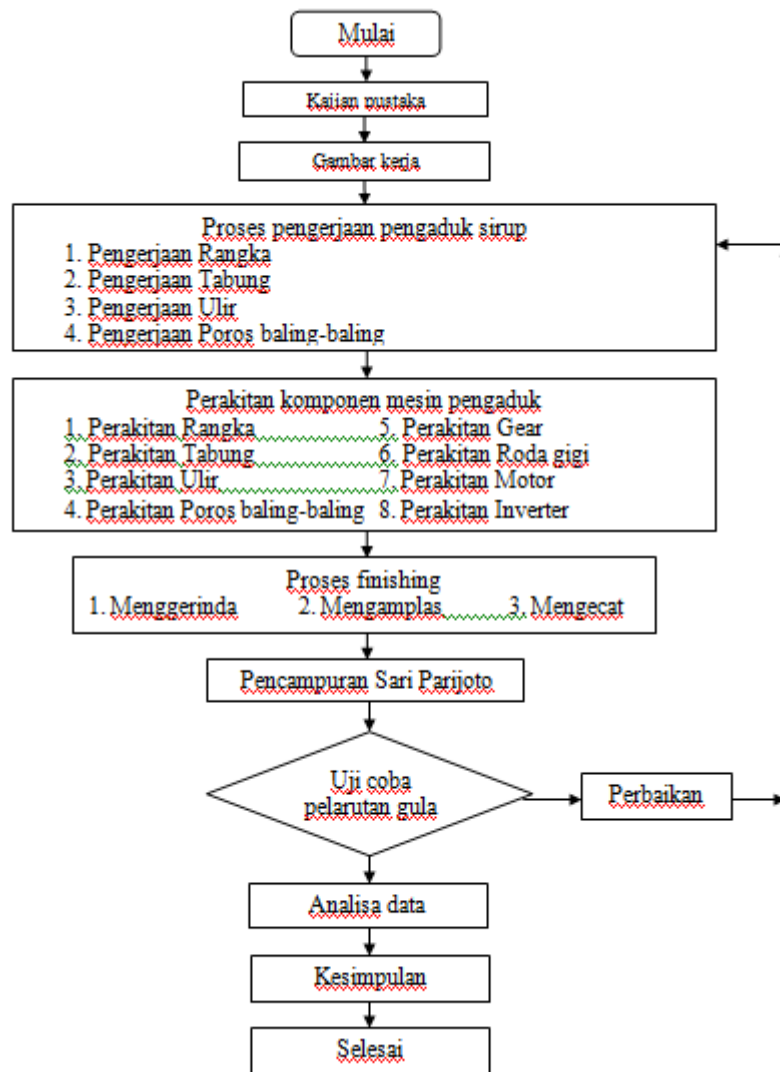 Mulai
Kajian pustaka
Gambar kerja
Proses pengerjaan pengaduk sirup
1. Pengerjaan Rangka
2. Pengerjaan Tabung
3. Pengerjaan Ulir
4. Pengerjaan Poros baling-baling
Perakitan komponen mesin pengaduk
1. Perakitan Rangka 5. Perakitan Gear
2. Perakitan Tabung 6. Perakitan Roda gigi
3. Perakitan Ulir 7. Perakitan Motor
4. Perakitan Poros baling-baling 8. Perakitan Inverter
Proses finishing
1. Menggerinda 2. Mengamplas 3. Mengecat
Pencampuran Sari Parijoto
Uji coba
pelarutan gula
Perbaikan
Analisa data
Kesimpulan
Selesai